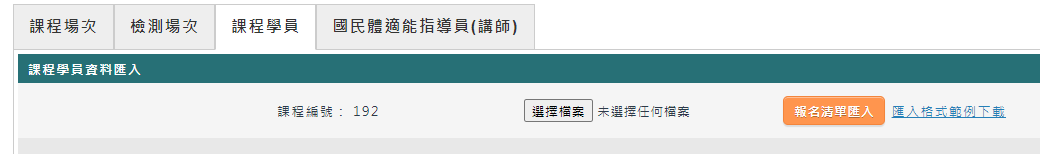 課程場次 檢測場次 課程學員 國民體適能指導員(講師)
課程學員資料匯入
課程編號： 192 選擇檔案 未選擇任何檔案 報名清單匯入 匯入格式範例下載